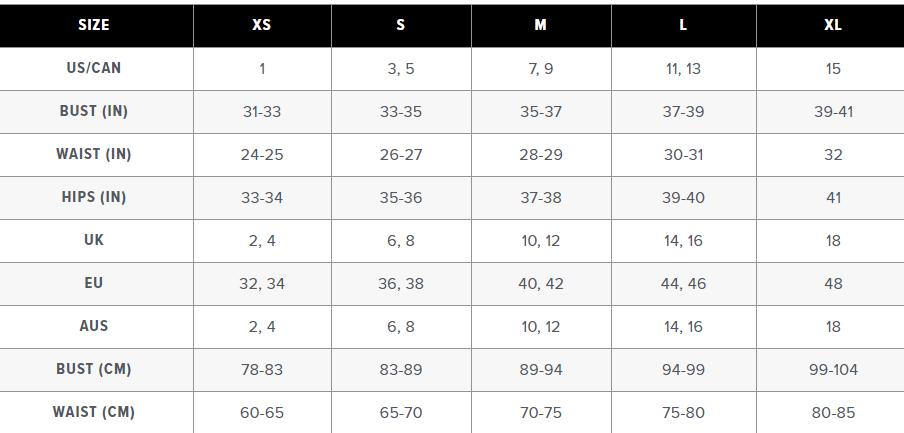 SIZE XS S M L XL
US/CAN 1 3, 5 7, 9 11, 13 15
BUST (IN) 31-33 33-35 35-37 37-39 39-41
WAIST (IN) 24-25 26-27 28-29 30-31 32
HIPS (IN) 33-34 35-36 37-38 39-40 41
UK 2, 4 6, 8 10, 12 14, 16 18
EU 32, 34 36, 38 40, 42 44, 46 48
AUS 2, 4 6, 8 10, 12 14, 16 18
BUST (CM) 78-83 83-89 89-94 94-99 99-104
WAIST (CM) 60-65 65-70 70-75 75-80 80-85